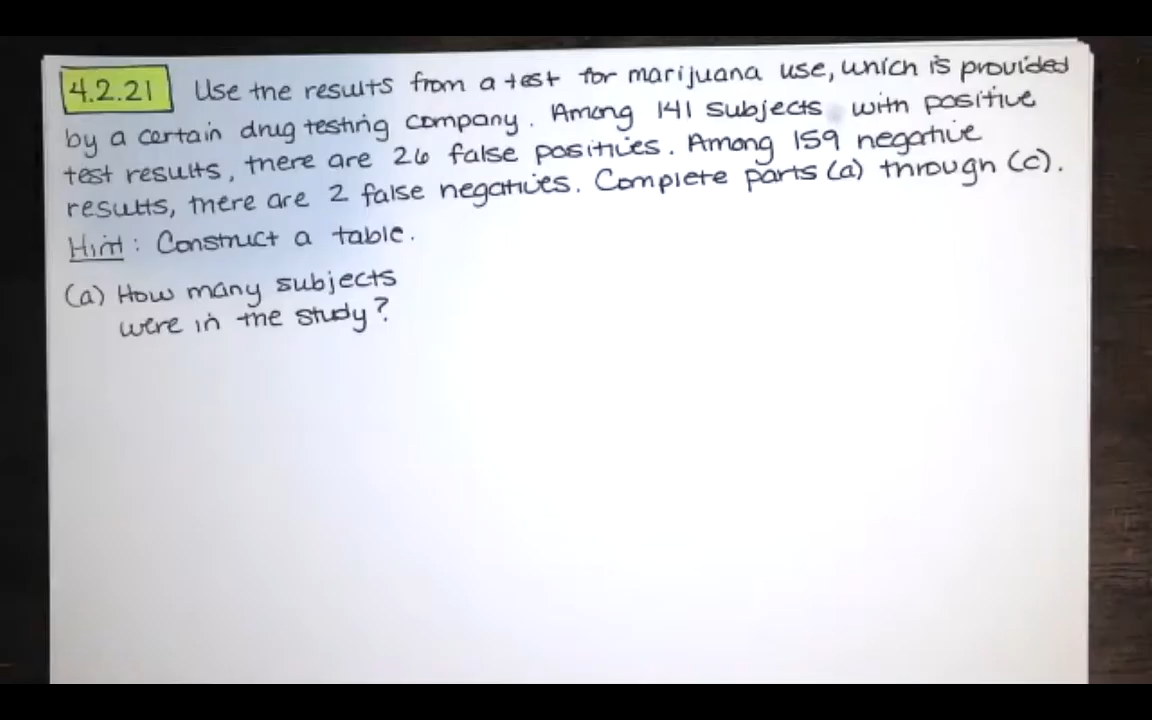 4.2.21 Use the results from a test for marijuana use, which is provided
by a certain drug testing company. Among 141 subjects with positive
test results, there are 26 false positives. Among 159 negative
results, there are 2 false negatives. Complete parts (a) through (c).
Hint: Construct a table.
(a) How many subjects
were in the study?